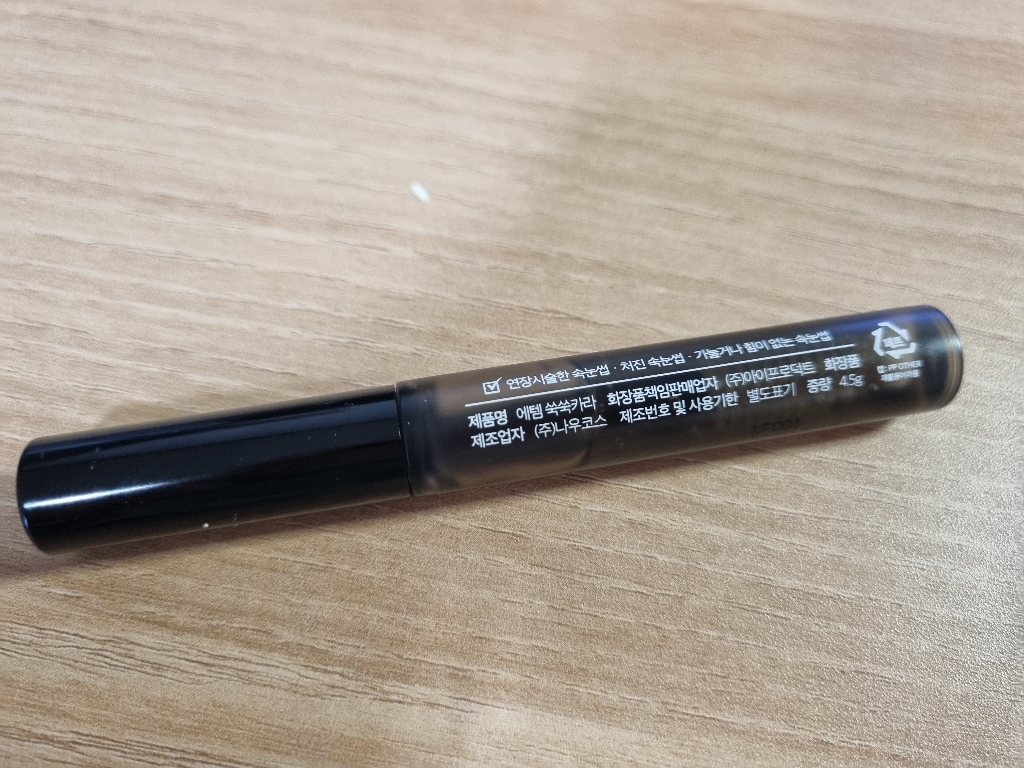 연장시술한 속눈썹 · 처진 속눈썹 · 가늘거나 힘이 없는 속눈썹
제품명 에템 쑥쑥카라 화장품책임판매업자 (주)아이프로덕트 화장품
제조업자 (주)나우코스 제조번호 및 사용기한 별도표기 중량 4.5g
페트
캡: PP OTHER